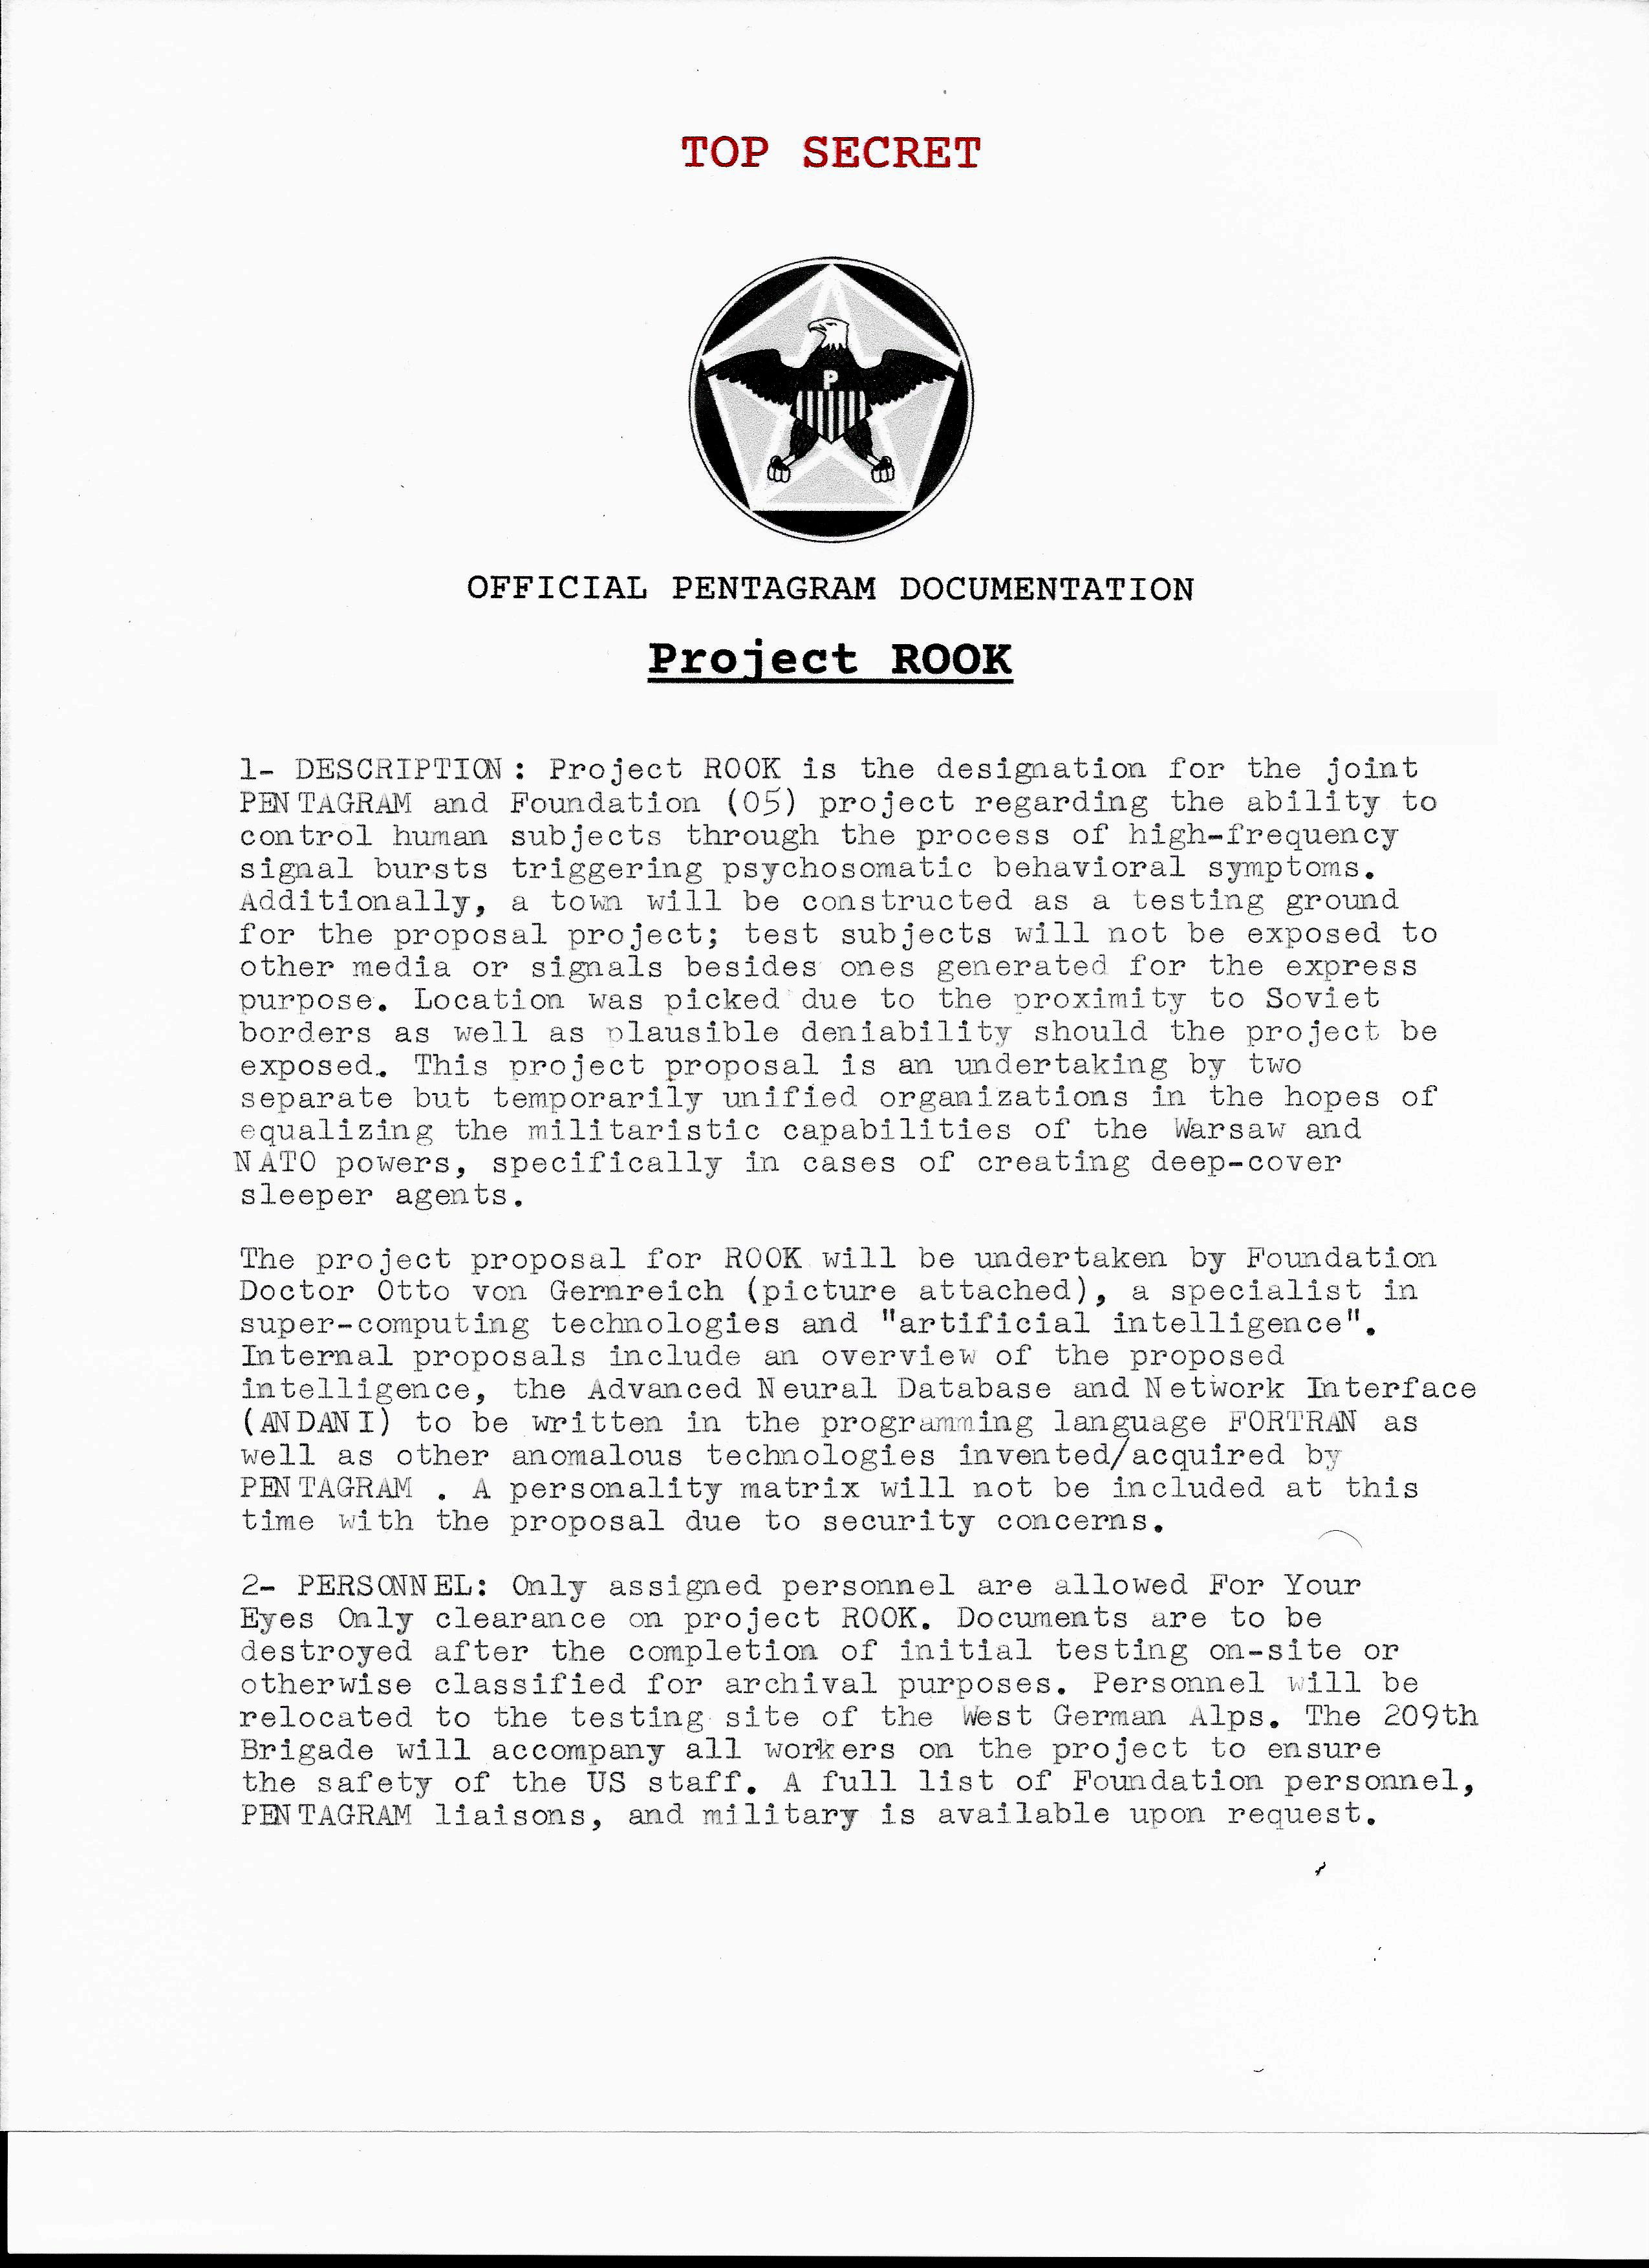 TOP SECRET
P
OFFICIAL PENTAGRAM DOCUMENTATION
Project ROOK
1- DESCRIPTION: Project ROOK is the designation for the joint
PENTAGRAM and Foundation (05) project regarding the ability to
control human subjects through the process of high-frequency
signal bursts triggering psychosomatic behavioral symptoms.
Additionally, a town will be constructed as a testing ground
for the proposal project; test subjects will not be exposed to
other media or signals besides ones generated for the express
purpose. Location was picked due to the proximity to Soviet
borders as well as plausible deniability should the project be
exposed. This project proposal is an undertaking by two
separate but temporarily unified organizations in the hopes of
equalizing the militaristic capabilities of the Warsaw and
NATO powers, specifically in cases of creating deep-cover
sleeper agents.
The project proposal for ROOK will be undertaken by Foundation
Doctor Otto von Gernreich (picture attached), a specialist in
super-computing technologies and "artificial intelligence".
Internal proposals include an overview of the proposed
intelligence, the Advanced Neural Database and Network Interface
(ANDANI) to be written in the programming language FORTRAN as
well as other anomalous technologies invented/acquired by
PENTAGRAM . A personality matrix will not be included at this
time with the proposal due to security concerns.
2- PERSONNEL: Only assigned personnel are allowed For Your
Eyes Only clearance on project ROOK. Documents are to be
destroyed after the completion of initial testing on-site or
otherwise classified for archival purposes. Personnel will be
relocated to the testing site of the West German Alps. The 209th
Brigade will accompany all workers on the project to ensure
the safety of the US staff. A full list of Foundation personnel,
PENTAGRAM liaisons, and military is available upon request.